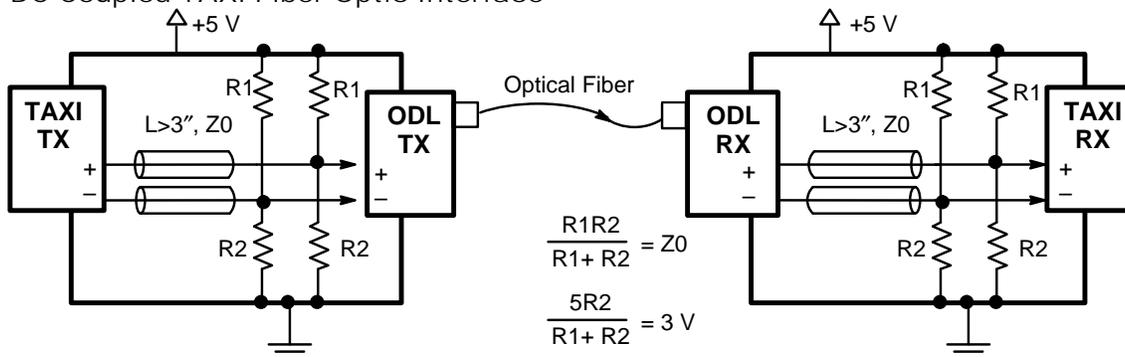 DC-Coupled TAXI-Fiber Optic Interface
+5 V
+5 V
R1
R1
Optical Fiber
R1
R1
TAXI
TX
L>3″, Z0
ODL
TX
ODL
RX
L>3″, Z0
TAXI
RX
+
–
+
–
+
–
+
–
R2
R2
R1R2
R1+ R2
= Z0
R2
R2
5R2
R1+ R2
= 3 V